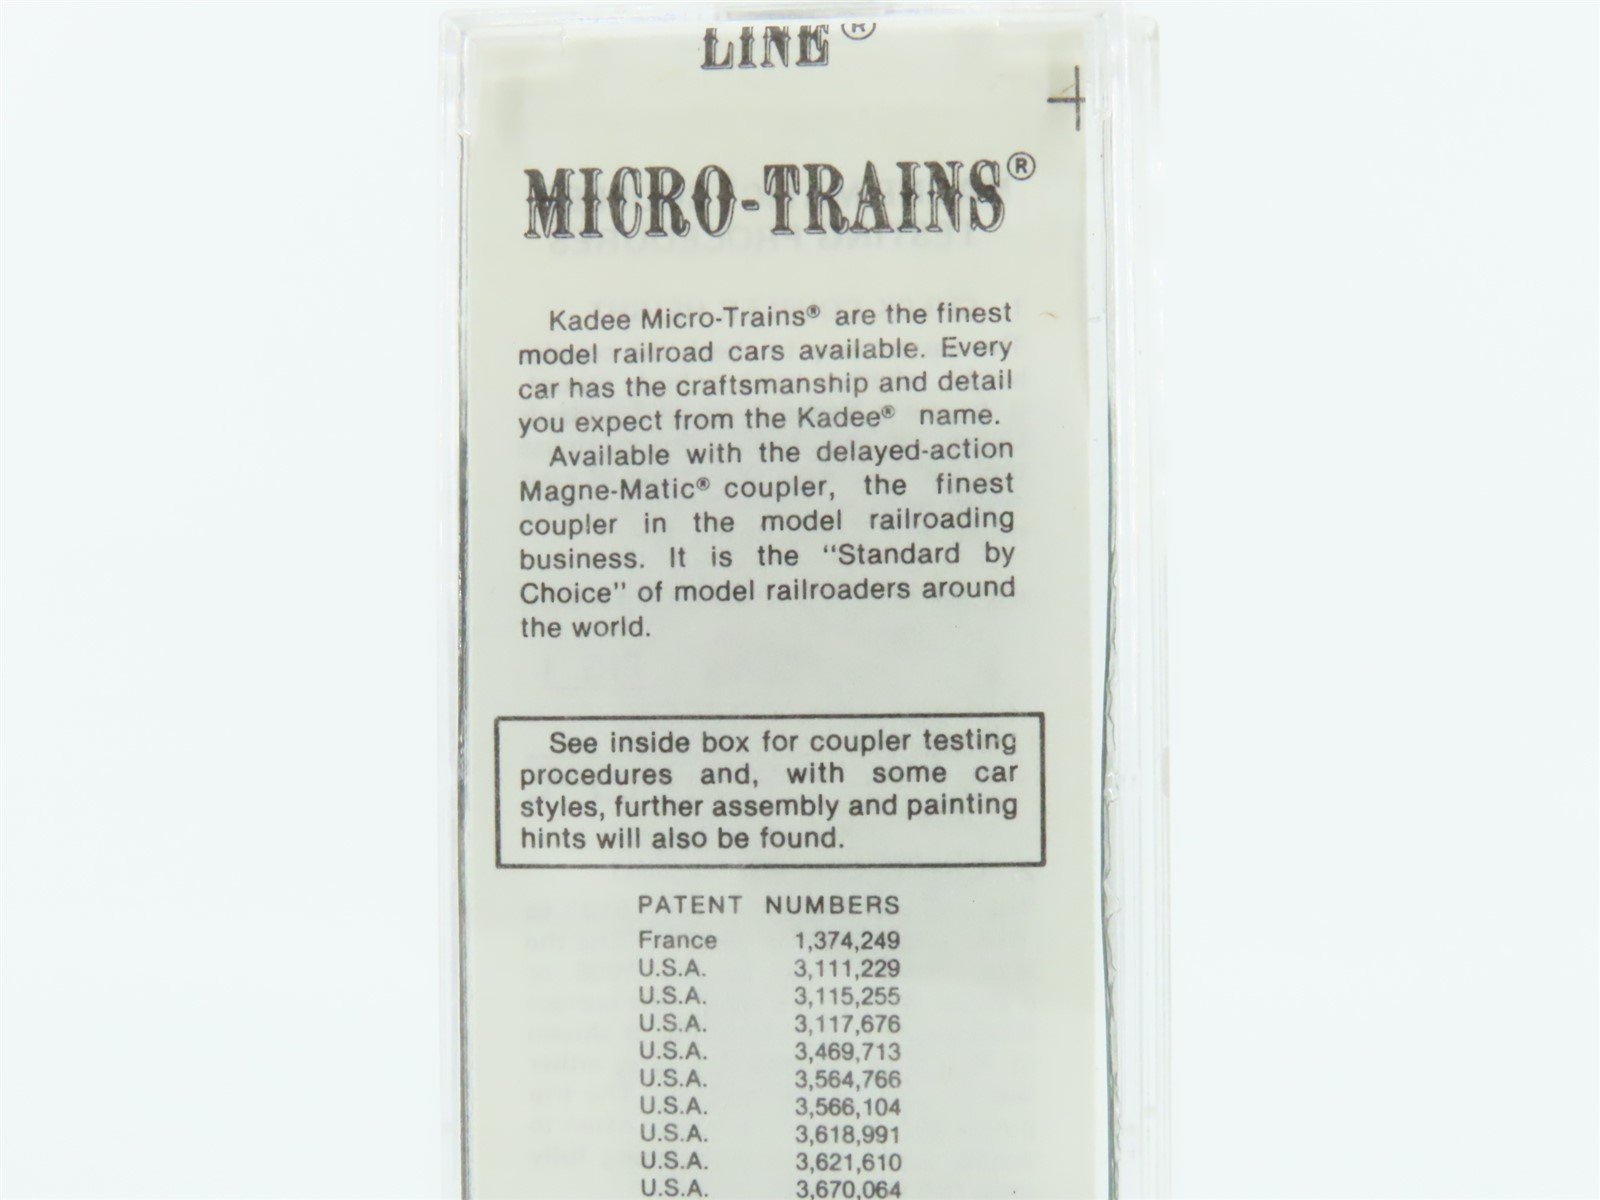 LINE®
MICRO-TRAINS®
Kadee Micro-Trains® are the finest
model railroad cars available. Every
car has the craftsmanship and detail
you expect from the Kadee® name.
Available with the delayed-action
Magne-Matic® coupler, the finest
coupler in the model railroading
business. It is the "Standard by
Choice" of model railroaders around
the world.
See inside box for coupler testing
procedures and, with some car
styles, further assembly and painting
hints will also be found.
PATENT NUMBERS
France 1,374,249
U.S.A. 3,111,229
U.S.A. 3,115,255
U.S.A. 3,117,676
U.S.A. 3,469,713
U.S.A. 3,564,766
U.S.A. 3,566,104
U.S.A. 3,618,991
U.S.A. 3,621,610
U.S.A. 3,670,064